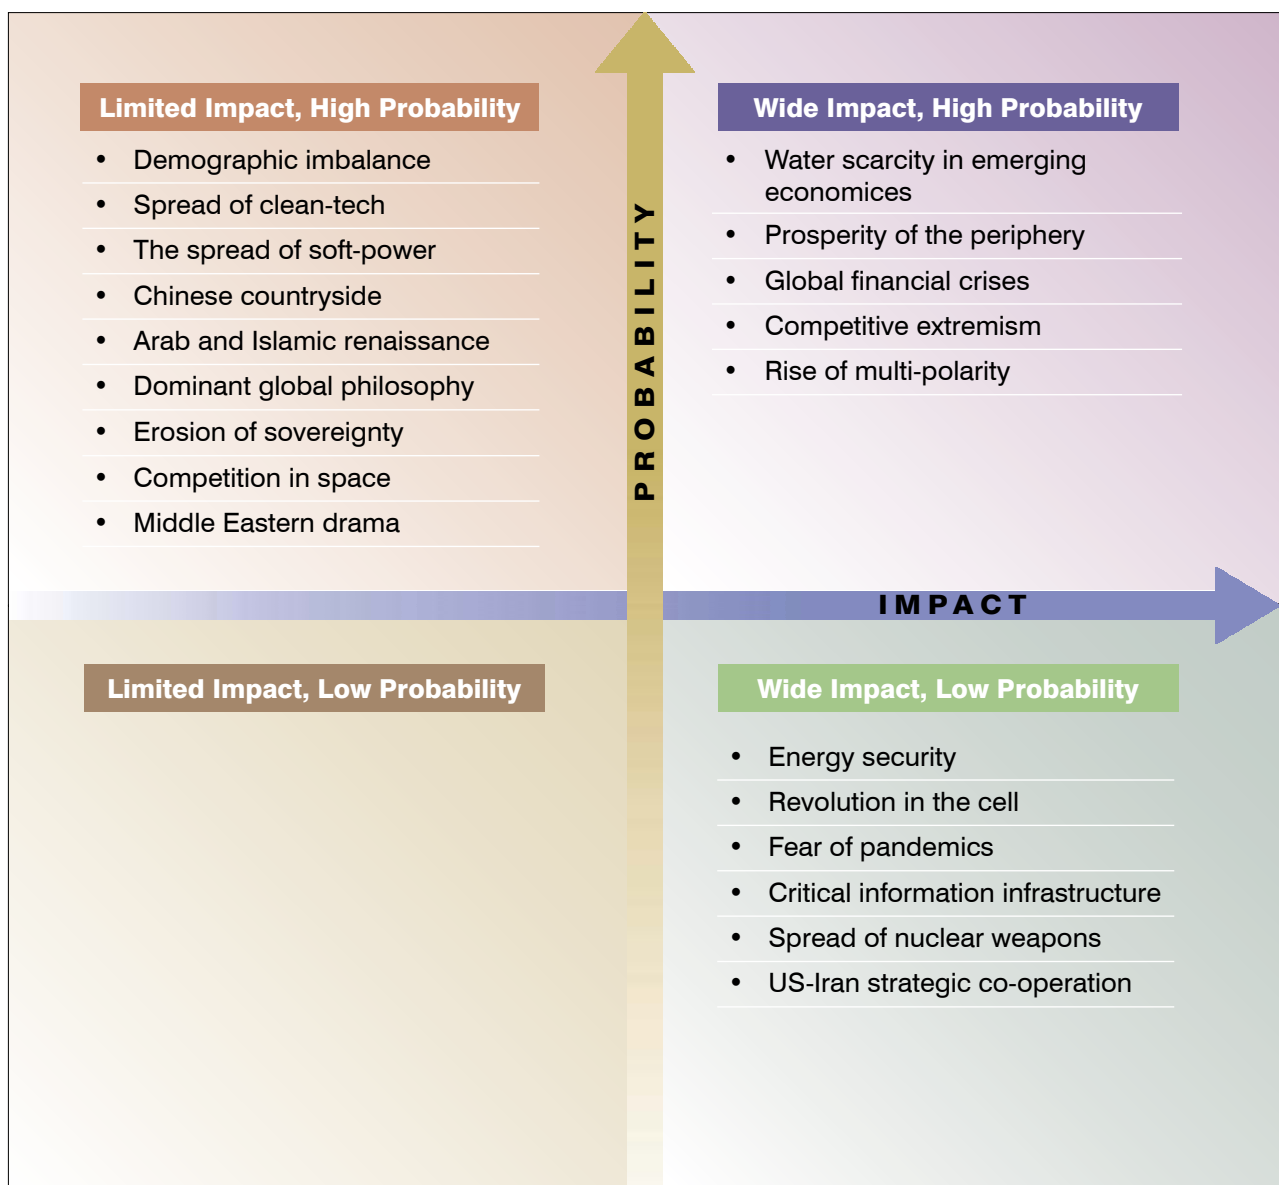 Limited Impact, High Probability
• Demographic imbalance
• Spread of clean-tech
• The spread of soft-power
• Chinese countryside
• Arab and Islamic renaissance
• Dominant global philosophy
• Erosion of sovereignty
• Competition in space
• Middle Eastern drama
PROBABILITY
Wide Impact, High Probability
• Water scarcity in emerging
economices
• Prosperity of the periphery
• Global financial crises
• Competitive extremism
• Rise of multi-polarity
IMPACT
Limited Impact, Low Probability
Wide Impact, Low Probability
• Energy security
• Revolution in the cell
• Fear of pandemics
• Critical information infrastructure
• Spread of nuclear weapons
• US-Iran strategic co-operation